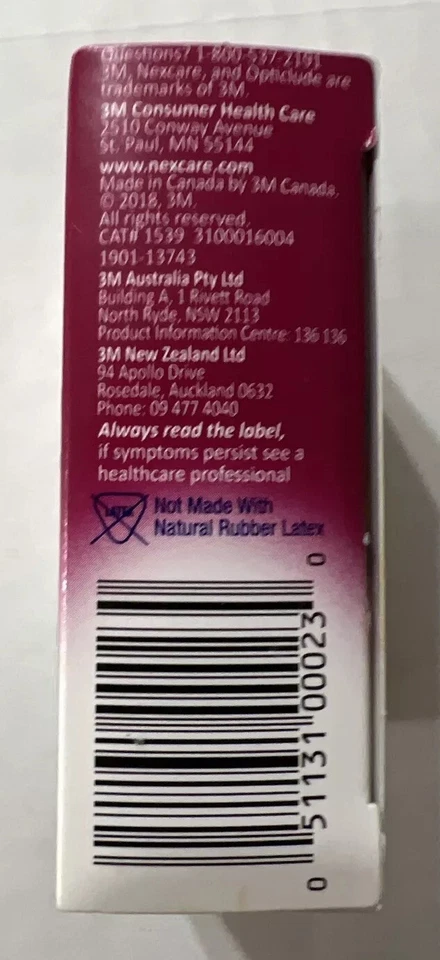 Questions? 1-800-537-2191
3M, Nexcare, and Opticlude are
trademarks of 3M.
3M Consumer Health Care
2510 Conway Avenue
St. Paul, MN 55144
www.nexcare.com
Made in Canada by 3M Canada.
© 2018, 3M.
All rights reserved.
CAT# 1539 3100016004
1901-13743
3M Australia Pty Ltd
Building A, 1 Rivett Road
North Ryde, NSW 2113
Product Information Centre: 136 136
3M New Zealand Ltd
94 Apollo Drive
Rosedale, Auckland 0632
Phone: 09 477 4040
Always read the label,
if symptoms persist see a
healthcare professional
LATEX
Not Made With
Natural Rubber Latex
0 51131 00023 0